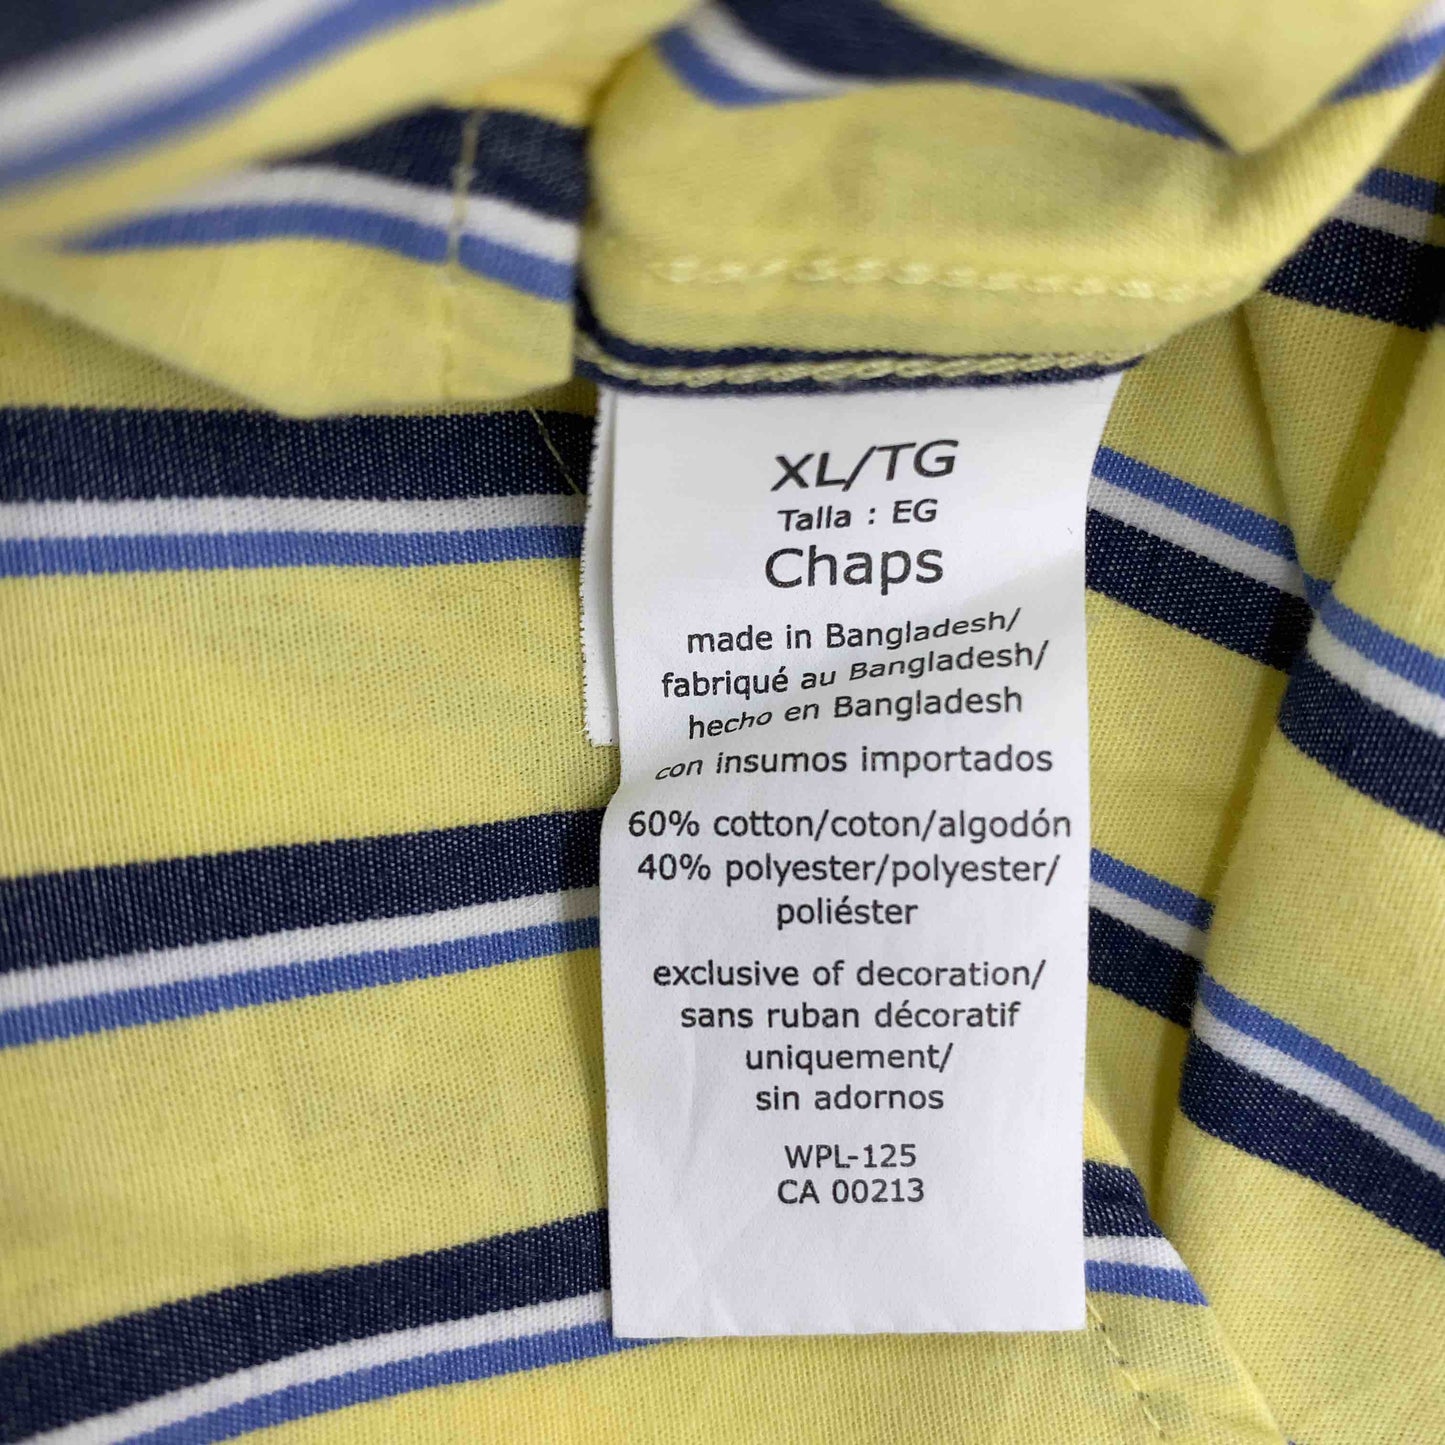 XL/TG
Talla : EG
Chaps
made in Bangladesh/
fabriqué au Bangladesh/
hecho en Bangladesh
con insumos importados
60% cotton/coton/algodón
40% polyester/polyester/
poliéster
exclusive of decoration/
sans ruban décoratif
uniquement/
sin adornos
WPL-125
CA 00213